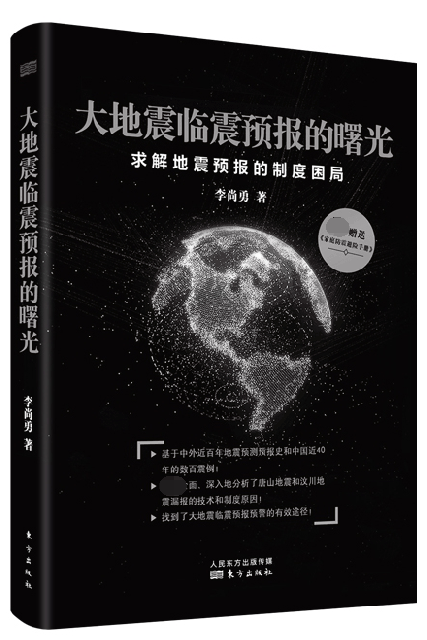 大地震临震预报的曙光
李尚勇 著
东方出版社
大地震临震预报的曙光
求解地震预报的制度困局
李尚勇 著
赠送
《家庭防震避险手册》
基于中外近百年地震预测预报史和中国近40
年的数百震例！
全面、深入地分析了唐山地震和汶川地
震漏报的技术和制度原因！
找到了大地震临震预报预警的有效途径！
人民东方出版传媒
东方出版社